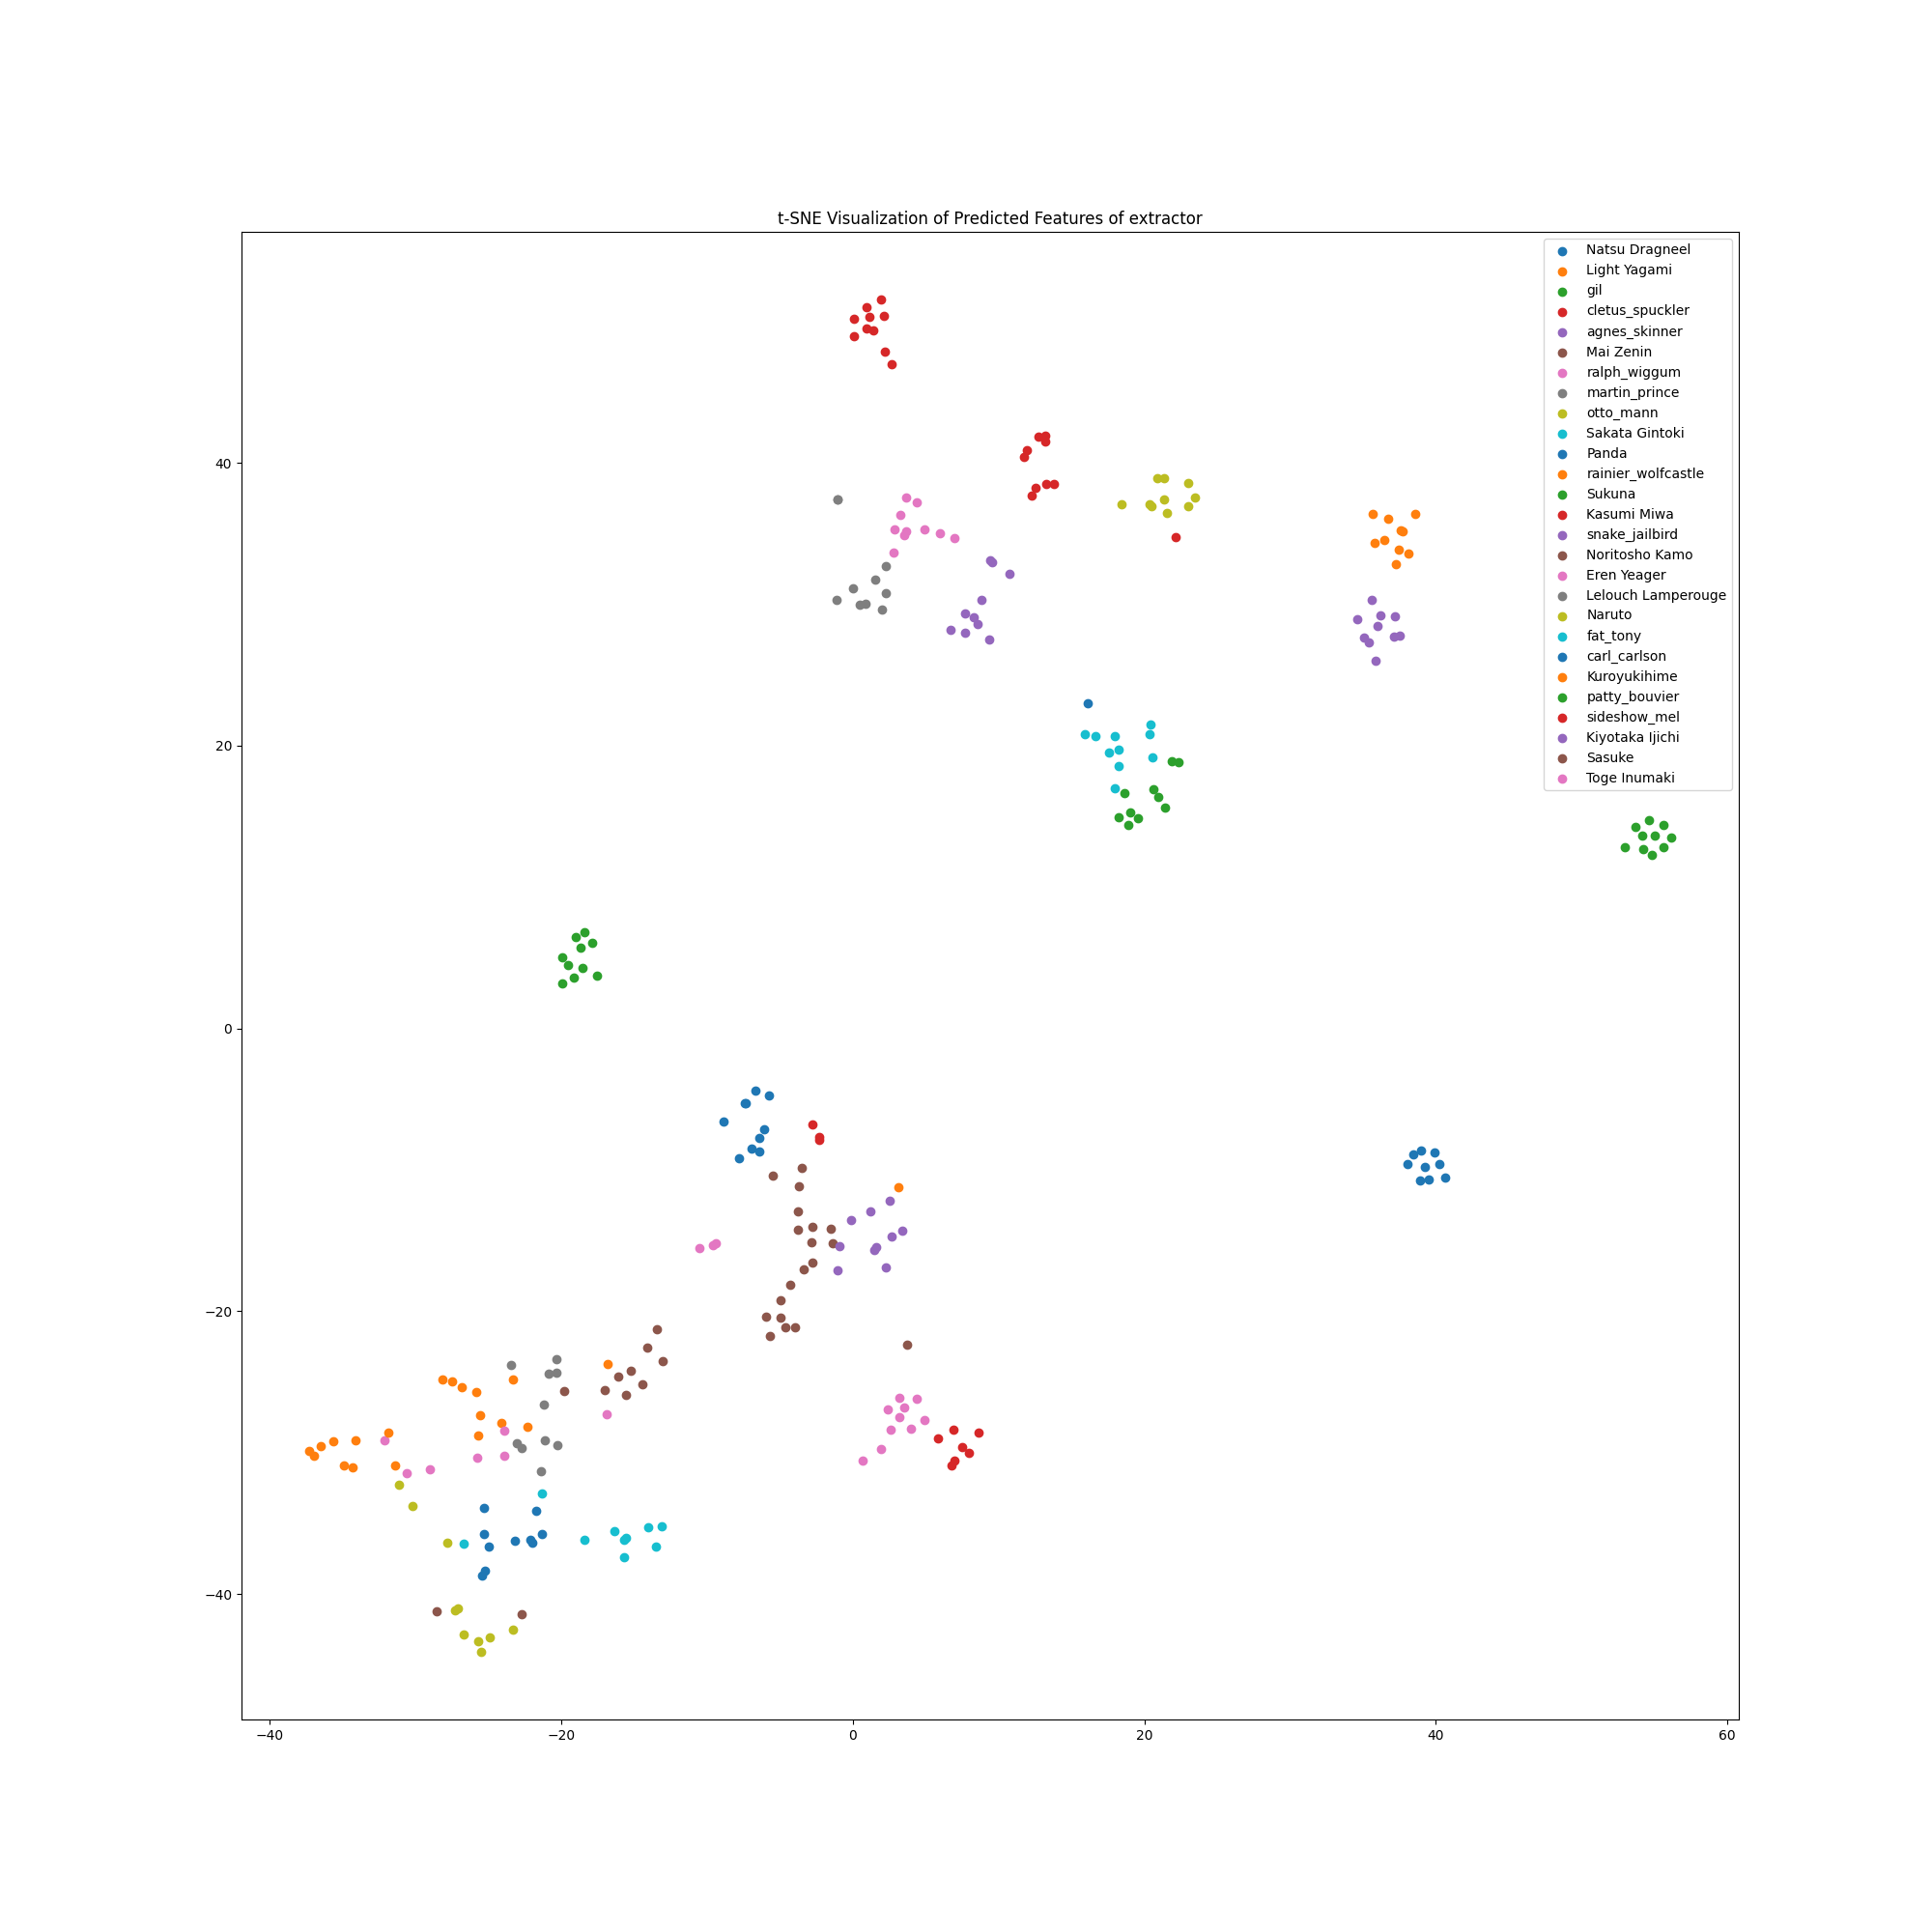 t-SNE Visualization of Predicted Features of extractor
Natsu Dragneel
Light Yagami
gil
cletus_spuckler
agnes_skinner
Mai Zenin
ralph_wiggum
martin_prince
otto_mann
Sakata Gintoki
Panda
rainier_wolfcastle
Sukuna
Kasumi Miwa
snake_jailbird
Noritosho Kamo
Eren Yeager
Lelouch Lamperouge
Naruto
fat_tony
carl_carlson
Kuroyukihime
patty_bouvier
sideshow_mel
Kiyotaka Ijichi
Sasuke
Toge Inumaki
40
20
0
−20
−40
−40 −20 0 20 40 60